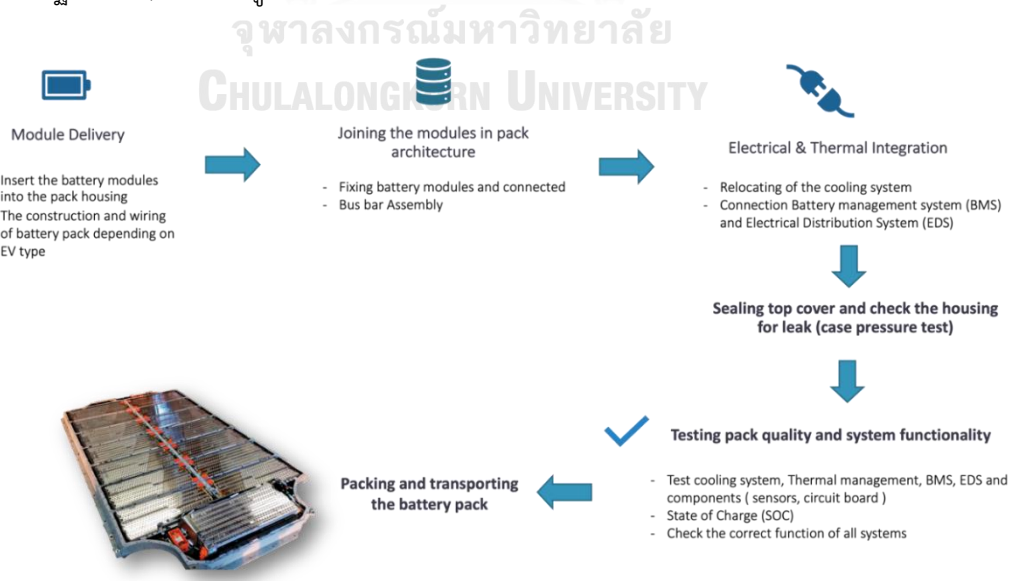 จุฬาลงกรณ์มหาวิทยาลัย
CHULALONGKORN UNIVERSITY
Module Delivery
Insert the battery modules
into the pack housing
The construction and wiring
of battery pack depending on
EV type
Joining the modules in pack
architecture
- Fixing battery modules and connected
- Bus bar Assembly
Electrical & Thermal Integration
- Relocating of the cooling system
- Connection Battery management system (BMS)
and Electrical Distribution System (EDS)
Sealing top cover and check the housing
for leak (case pressure test)
Testing pack quality and system functionality
- Test cooling system, Thermal management, BMS, EDS and
components ( sensors, circuit board )
- State of Charge (SOC)
- Check the correct function of all systems
Packing and transporting
the battery pack